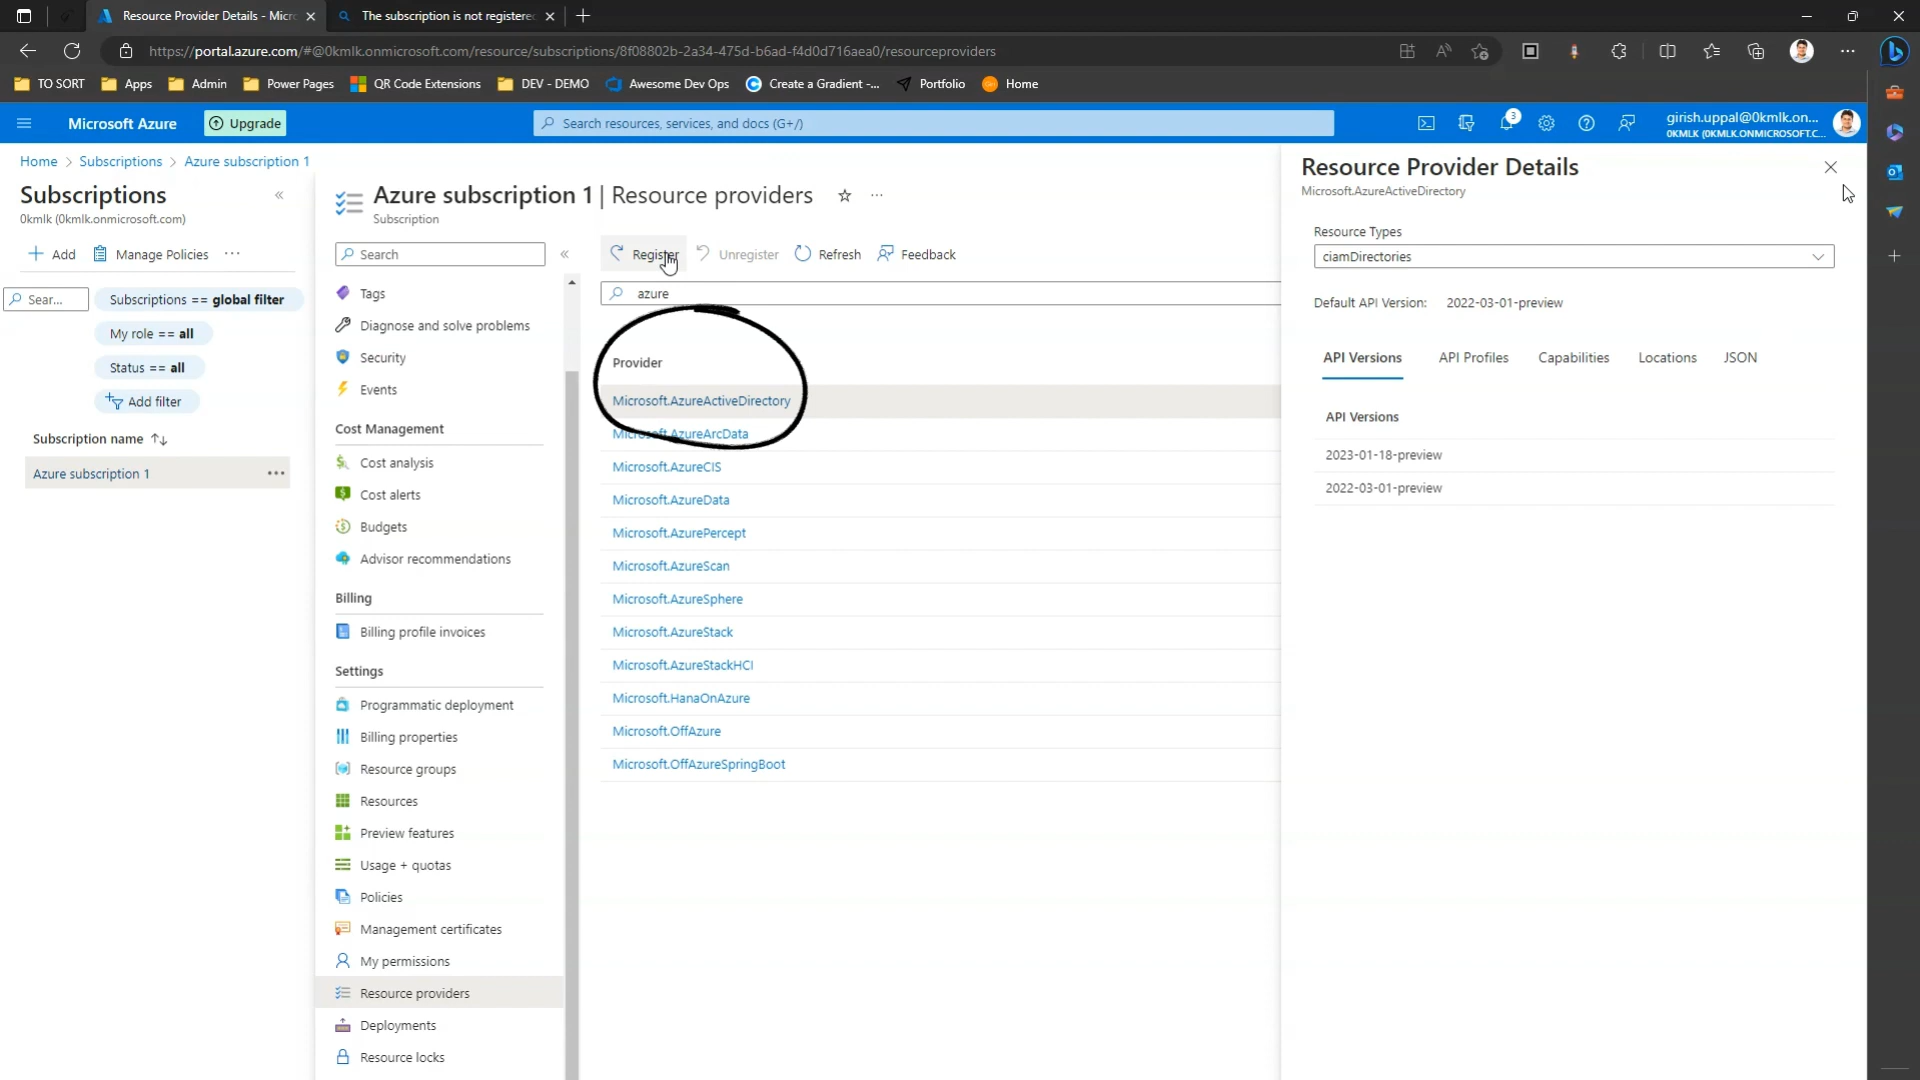 Resource Provider Details - Micr
The subscription is not registere
https://portal.azure.com/#@0kmlk.onmicrosoft.com/resource/subscriptions/8f08802b-2a34-475d-b6ad-f4d0d716aea0/resourceproviders
TO SORT
Apps
Admin
Power Pages
QR Code Extensions
DEV - DEMO
Awesome Dev Ops
Create a Gradient -...
Portfolio
Home
Microsoft Azure
Upgrade
Search resources, services, and docs (G+/)
3
girish.uppal@0kmlk.on...
0KMLK (0KMLK.ONMICROSOFT.C...
Home > Subscriptions > Azure subscription 1
Subscriptions
0kmlk (0kmlk.onmicrosoft.com)
Add
Manage Policies
Sear...
Subscriptions == global filter
My role == all
Status == all
Add filter
Subscription name
Azure subscription 1
Azure subscription 1 | Resource providers
Subscription
Search
Tags
Diagnose and solve problems
Security
Events
Cost Management
Cost analysis
Cost alerts
Budgets
Advisor recommendations
Billing
Billing profile invoices
Settings
Programmatic deployment
Billing properties
Resource groups
Resources
Preview features
Usage + quotas
Policies
Management certificates
My permissions
Resource providers
Deployments
Resource locks
Register
Unregister
Refresh
Feedback
azure
Provider
Microsoft.AzureActiveDirectory
Microsoft.AzureArcData
Microsoft.AzureCIS
Microsoft.AzureData
Microsoft.AzurePercept
Microsoft.AzureScan
Microsoft.AzureSphere
Microsoft.AzureStack
Microsoft.AzureStackHCI
Microsoft.HanaOnAzure
Microsoft.OffAzure
Microsoft.OffAzureSpringBoot
Resource Provider Details
Microsoft.AzureActiveDirectory
Resource Types
ciamDirectories
Default API Version: 2022-03-01-preview
API Versions
API Profiles
Capabilities
Locations
JSON
API Versions
2023-01-18-preview
2022-03-01-preview